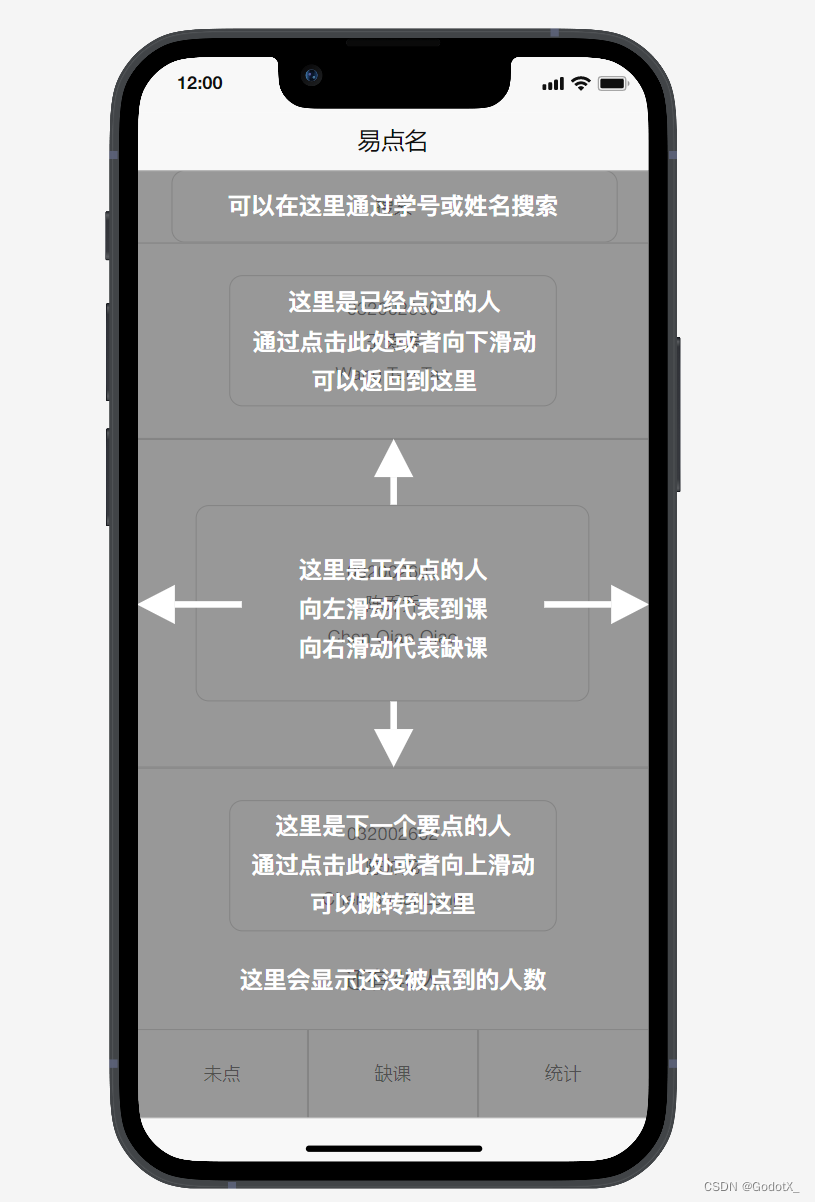 12:00
易点名
可以在这里通过学号或姓名搜索
这里是已经点过的人
通过点击此处或者向下滑动
可以返回到这里
这里是正在点的人
向左滑动代表到课
向右滑动代表缺课
Chen Qiao Qiao
这里是下一个要点的人
032002652
通过点击此处或者向上滑动
可以跳转到这里
这里会显示还没被点到的人数
未点
缺课
统计
CSDN @GodotX_